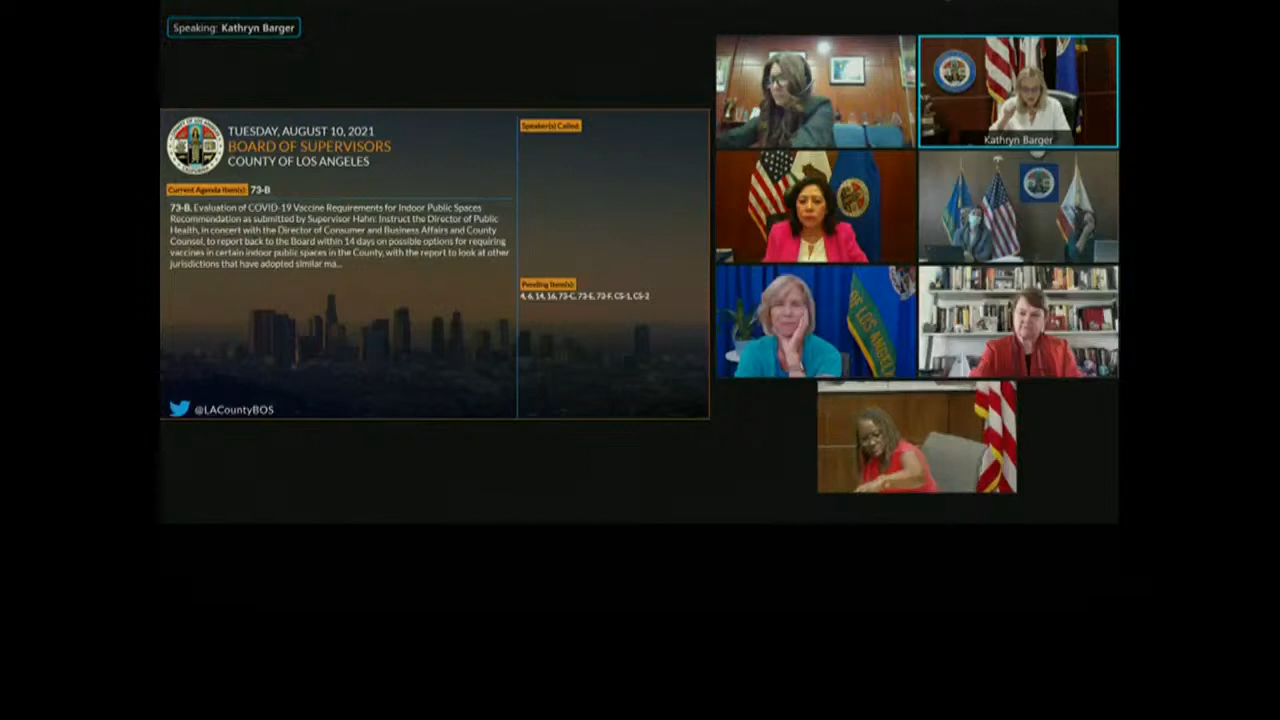 Speaking: Kathryn Barger
TUESDAY, AUGUST 10, 2021
BOARD OF SUPERVISORS
COUNTY OF LOS ANGELES
Current Agenda Item(s): 73-B
73-B. Evaluation of COVID-19 Vaccine Requirements for Indoor Public Spaces
Recommendation as submitted by Supervisor Hahn: Instruct the Director of Public
Health, in concert with the Director of Consumer and Business Affairs and County
Counsel, to report back to the Board within 14 days on possible options for requiring
vaccines in certain indoor public spaces in the County, with the report to look at other
jurisdictions that have adopted similar ma...
@LACountyBOS
Speaker(s) Called:
Pending Item(s):
4, 6, 14, 16, 73-C, 73-E, 73-F, CS-1, CS-2
Kathryn Barger
OF LOS ANGELES